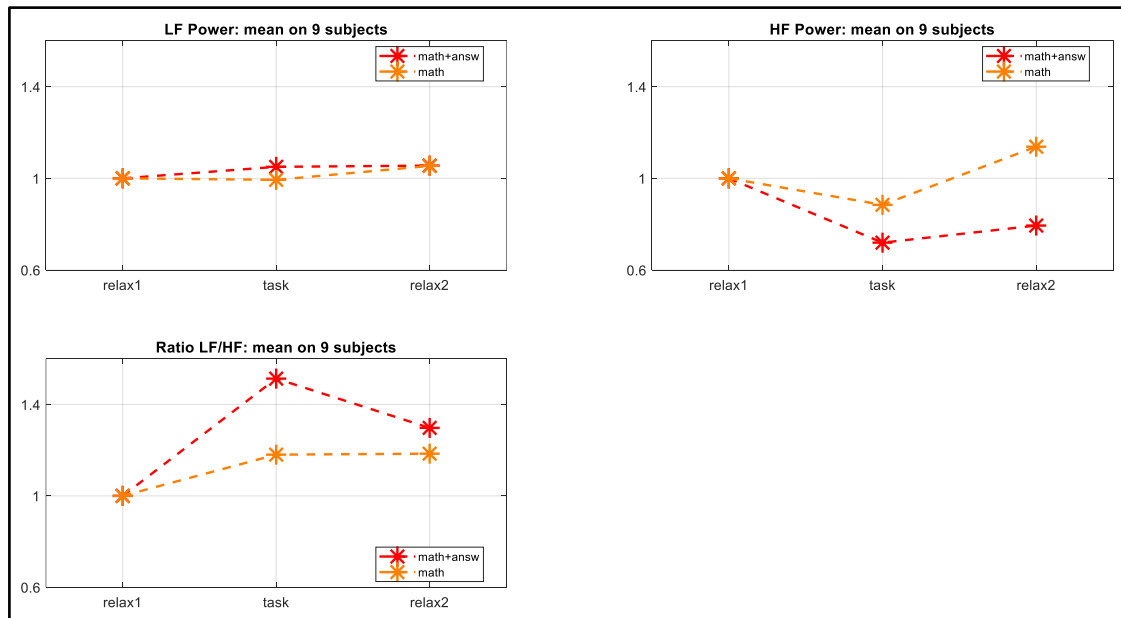 LF Power: mean on 9 subjects
math+answ
math
1.4
1
0.6
relax1 task relax2
HF Power: mean on 9 subjects
math+answ
math
1.4
1
0.6
relax1 task relax2
Ratio LF/HF: mean on 9 subjects
1.4
1
0.6
math+answ
math
relax1 task relax2